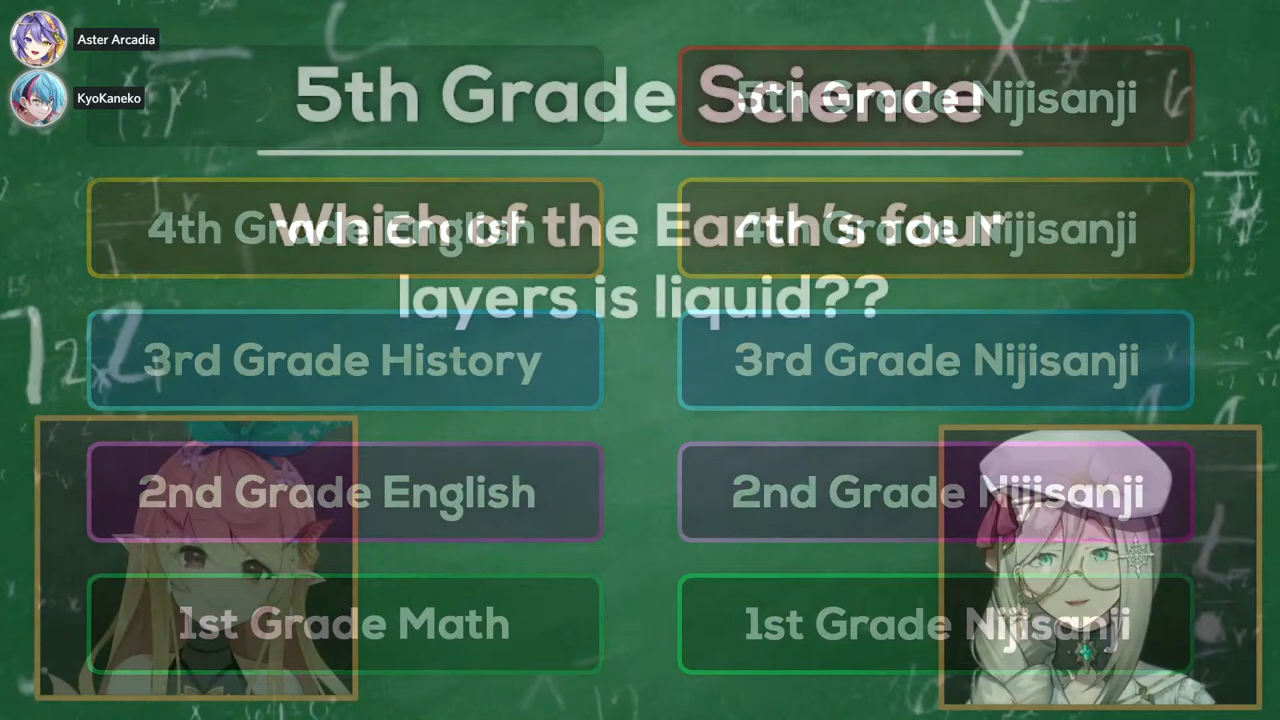 Aster Arcadia
KyoKaneko
5th Grade Science
5th Grade Nijisanji
Which of the Earth's four
layers is liquid??
4th Grade English
4th Grade Nijisanji
3rd Grade History
3rd Grade Nijisanji
2nd Grade English
2nd Grade Nijisanji
1st Grade Math
1st Grade Nijisanji